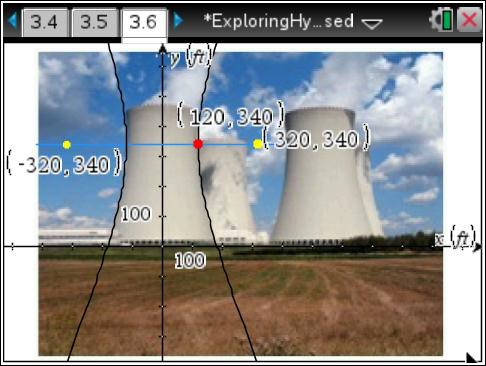 3.4 3.5 3.6 *ExploringHy…sed
y (ft)
(120,340)
(320,340)
(-320,340)
100
x (ft)
100